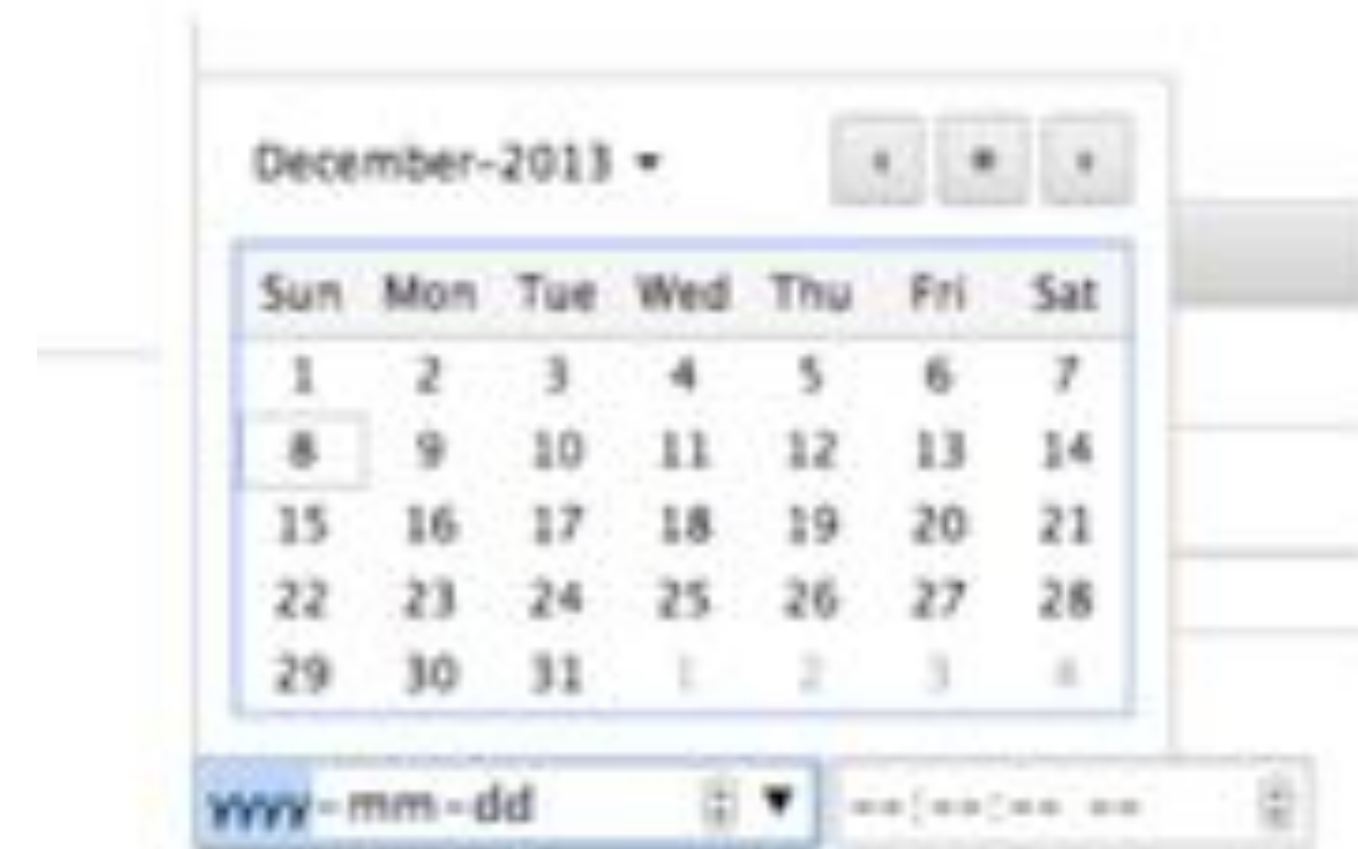 December-2013
Sun Mon Tue Wed Thu Fri Sat
1 2 3 4 5 6 7
8 9 10 11 12 13 14
15 16 17 18 19 20 21
22 23 24 25 26 27 28
29 30 31 1 2 3 4
yyyy-mm-dd --:--:-- --